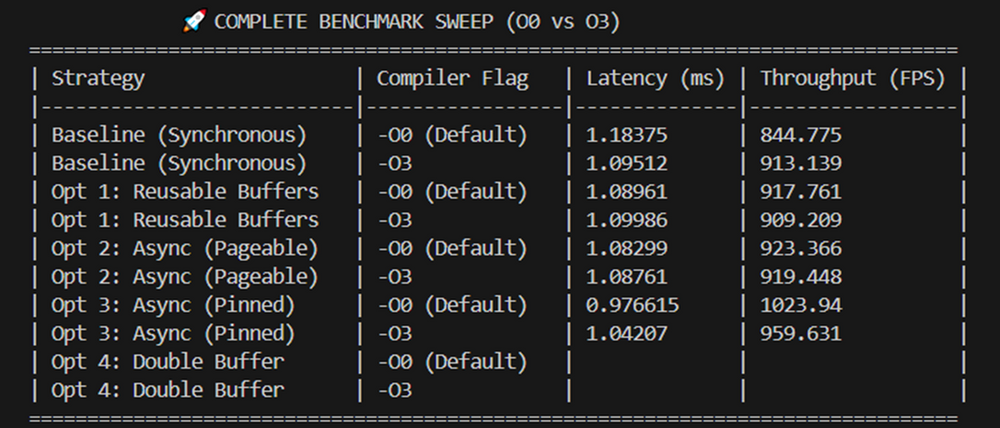 🚀 COMPLETE BENCHMARK SWEEP (O0 vs O3)
================================================================================
| Strategy | Compiler Flag | Latency (ms) | Throughput (FPS) |
|--------------------------|-----------------|--------------|------------------|
| Baseline (Synchronous) | -O0 (Default) | 1.18375 | 844.775 |
| Baseline (Synchronous) | -O3 | 1.09512 | 913.139 |
| Opt 1: Reusable Buffers | -O0 (Default) | 1.08961 | 917.761 |
| Opt 1: Reusable Buffers | -O3 | 1.09986 | 909.209 |
| Opt 2: Async (Pageable) | -O0 (Default) | 1.08299 | 923.366 |
| Opt 2: Async (Pageable) | -O3 | 1.08761 | 919.448 |
| Opt 3: Async (Pinned) | -O0 (Default) | 0.976615 | 1023.94 |
| Opt 3: Async (Pinned) | -O3 | 1.04207 | 959.631 |
| Opt 4: Double Buffer | -O0 (Default) | | |
| Opt 4: Double Buffer | -O3 | | |
================================================================================